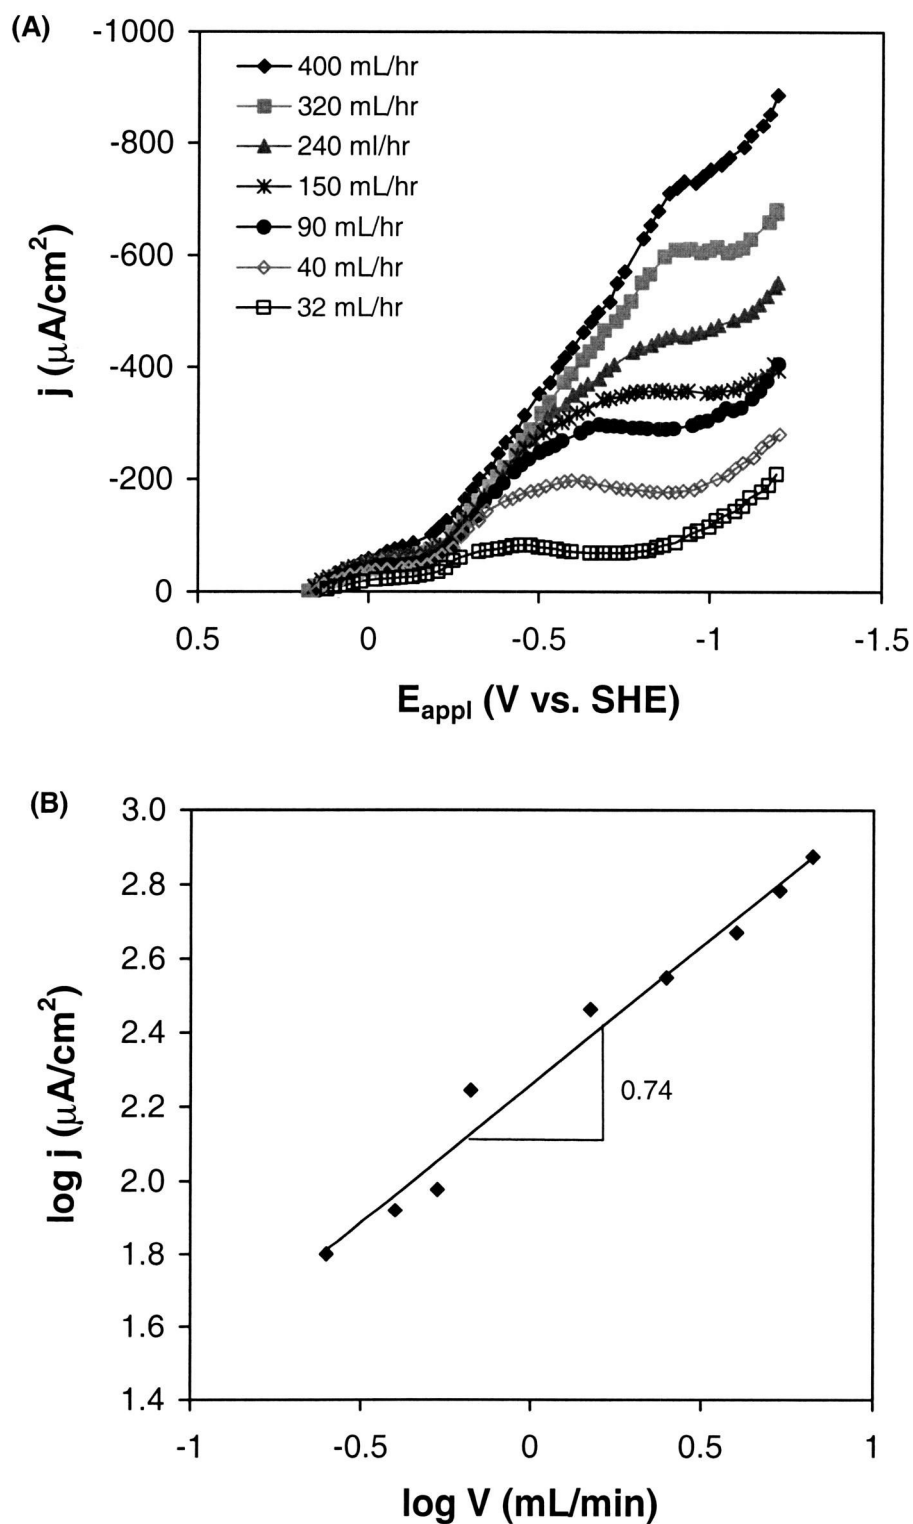 (A)
-1000
-800
-600
-400
-200
0
j (μA/cm²)
400 mL/hr
320 mL/hr
240 ml/hr
150 mL/hr
90 mL/hr
40 mL/hr
32 mL/hr
0.5 0 -0.5 -1 -1.5
E_appl (V vs. SHE)
(B)
3.0
2.8
2.6
2.4
2.2
2.0
1.8
1.6
1.4
log j (μA/cm²)
0.74
-1 -0.5 0 0.5 1
log V (mL/min)